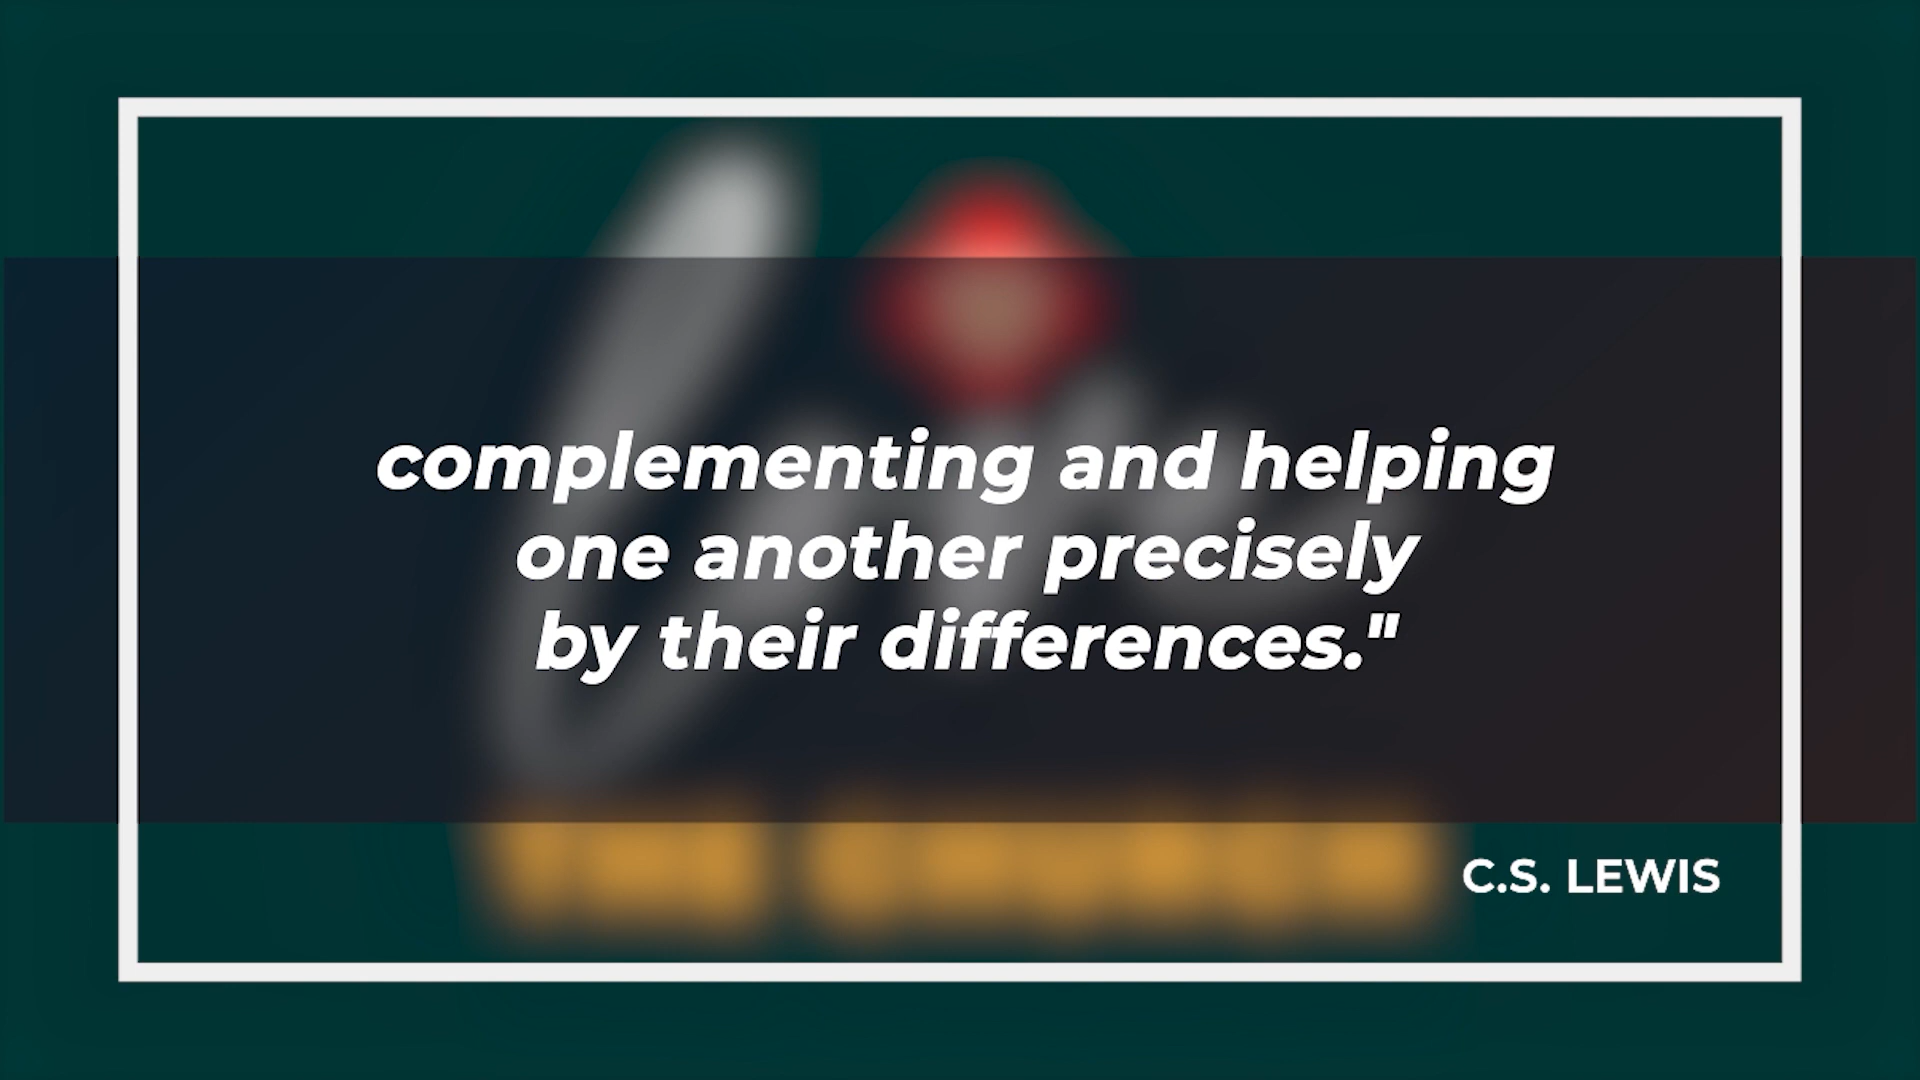 complementing and helping
one another precisely
by their differences."
C.S. LEWIS